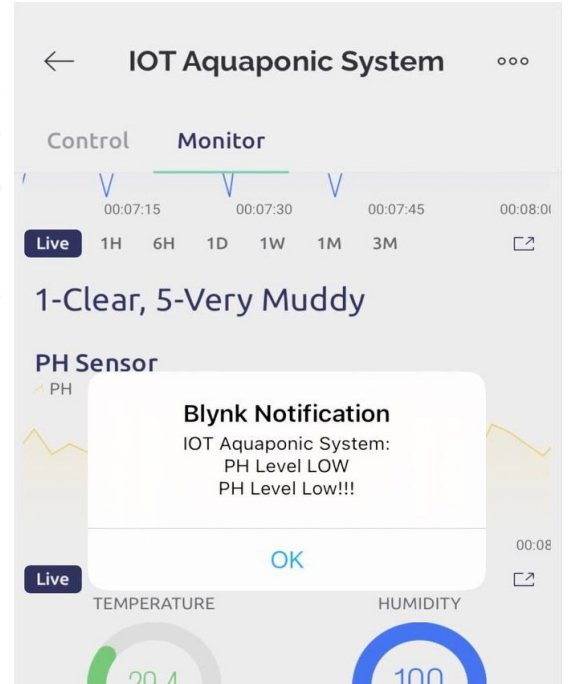 IOT Aquaponic System
Control Monitor
00:07:15 00:07:30 00:07:45
Live 1H 6H 1D 1W 1M 3M
1-Clear, 5-Very Muddy
PH Sensor
PH
Blynk Notification
IOT Aquaponic System:
PH Level LOW
PH Level Low!!!
OK
00:08
Live
TEMPERATURE HUMIDITY
100